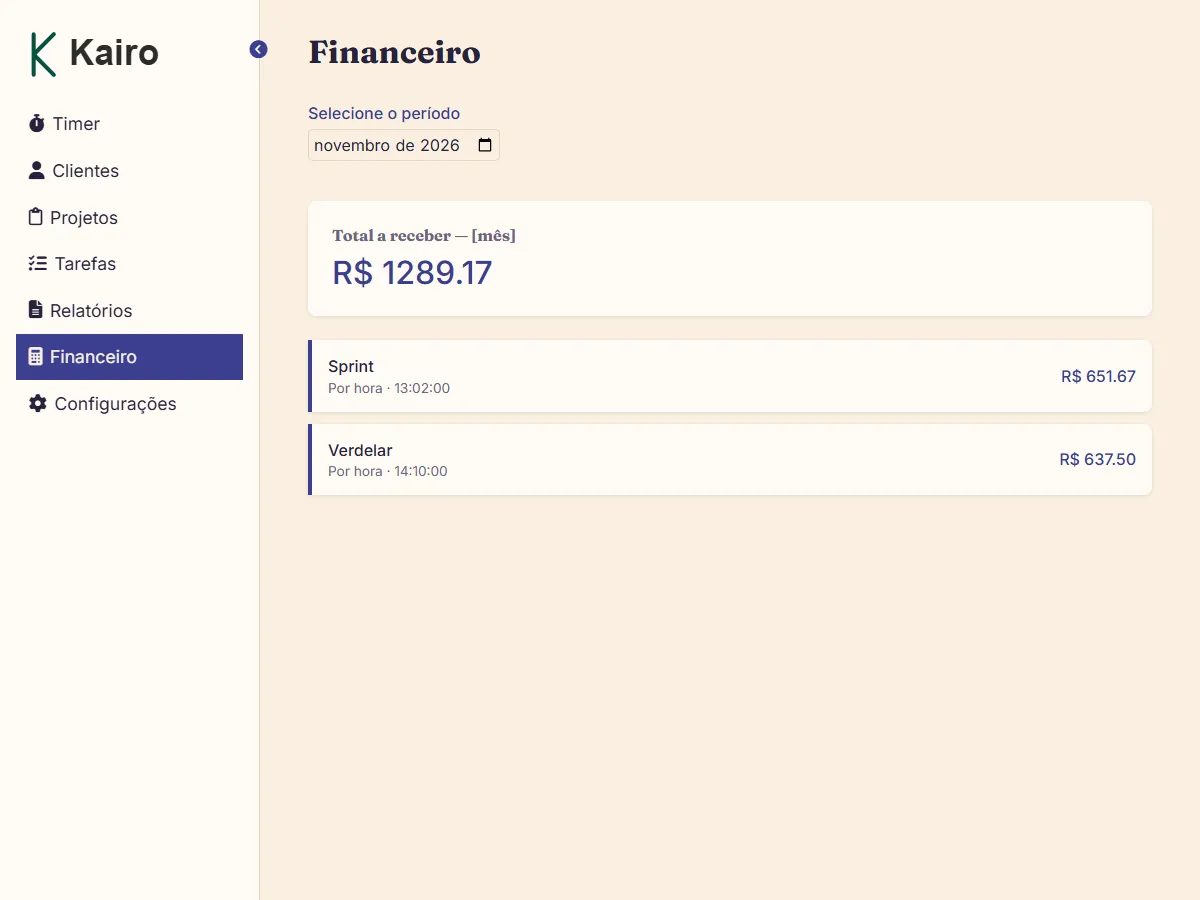 Kairo
Timer
Clientes
Projetos
Tarefas
Relatórios
Financeiro
Configurações
Financeiro
Selecione o período
novembro de 2026
Total a receber — [mês]
R$ 1289.17
Sprint
Por hora · 13:02:00
R$ 651.67
Verdelar
Por hora · 14:10:00
R$ 637.50